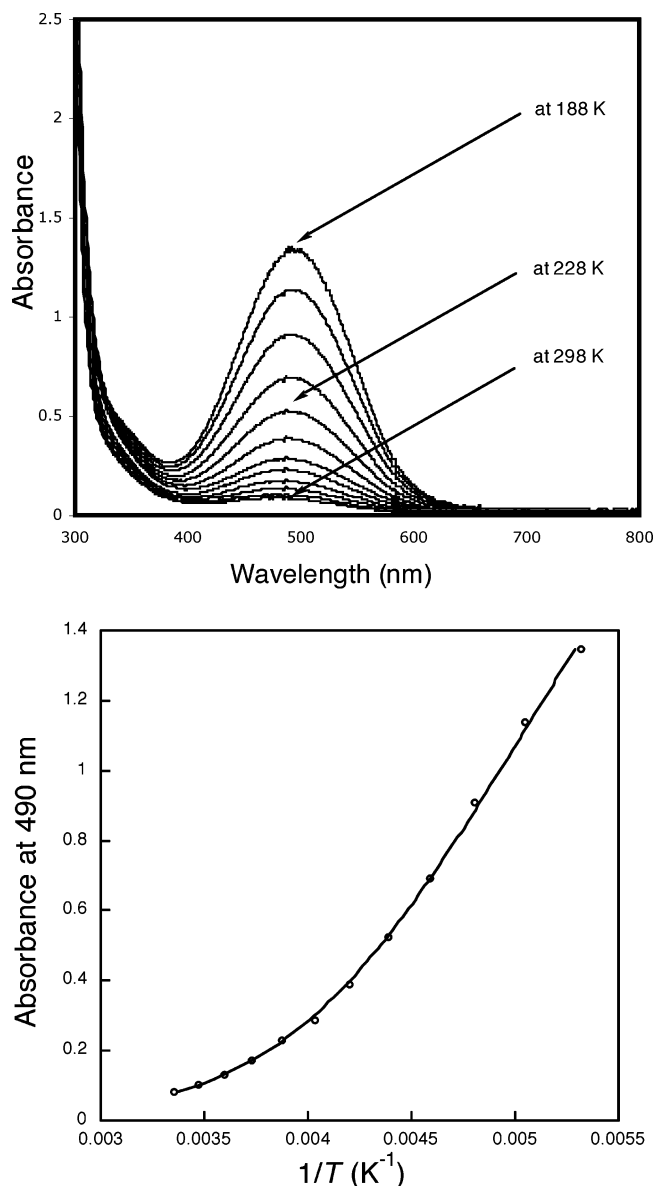 2.5
2
1.5
1
0.5
0
Absorbance
at 188 K
at 228 K
at 298 K
300 400 500 600 700 800
Wavelength (nm)
1.4
1.2
1
0.8
0.6
0.4
0.2
0
Absorbance at 490 nm
0.003 0.0035 0.004 0.0045 0.005 0.0055
1/T (K⁻¹)